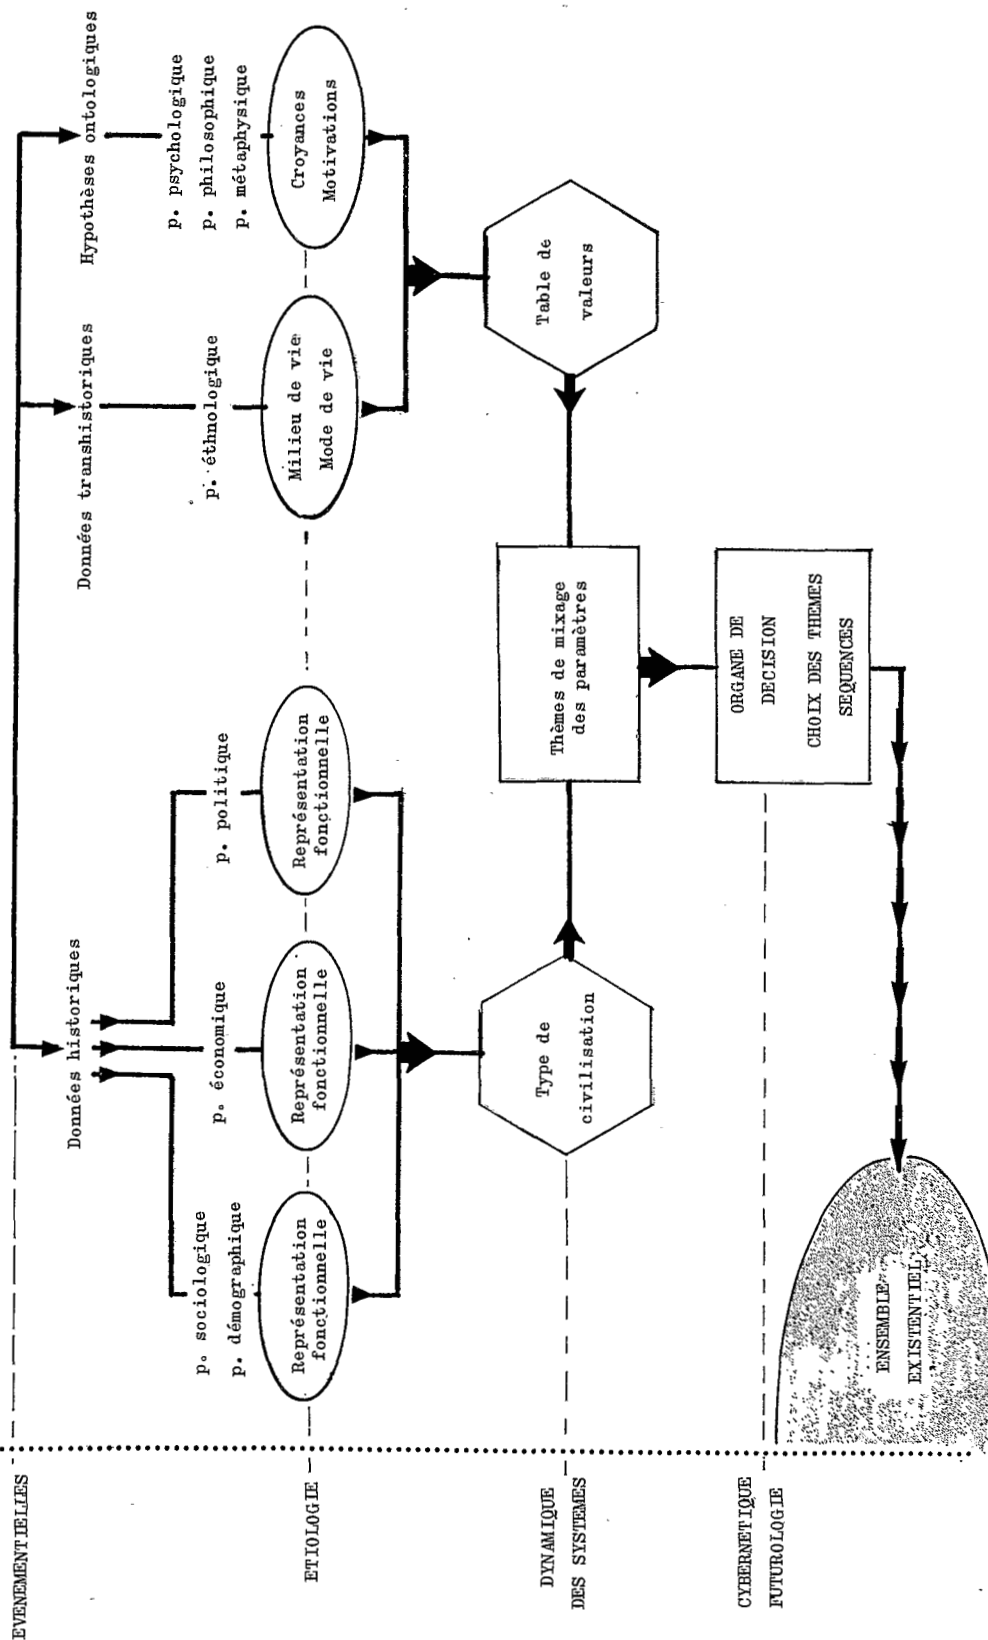 EVENEMENTIELLES
Données historiques
Données transhistoriques
Hypothèses ontologiques
p. sociologique
p. démographique
p. économique
p. politique
p. éthnologique
p. psychologique
p. philosophique
p. métaphysique
ETIOLOGIE
Représentation
fonctionnelle
Représentation
fonctionnelle
Représentation
fonctionnelle
Milieu de vie
Mode de vie
Croyances
Motivations
DYNAMIQUE
DES SYSTEMES
Type de
civilisation
Thèmes de mixage
des paramètres
Table de
valeurs
CYBERNETIQUE
FUTUROLOGIE
ORGANE DE
DECISION
CHOIX DES THEMES
SEQUENCES
ENSEMBLE
EXISTENTIEL